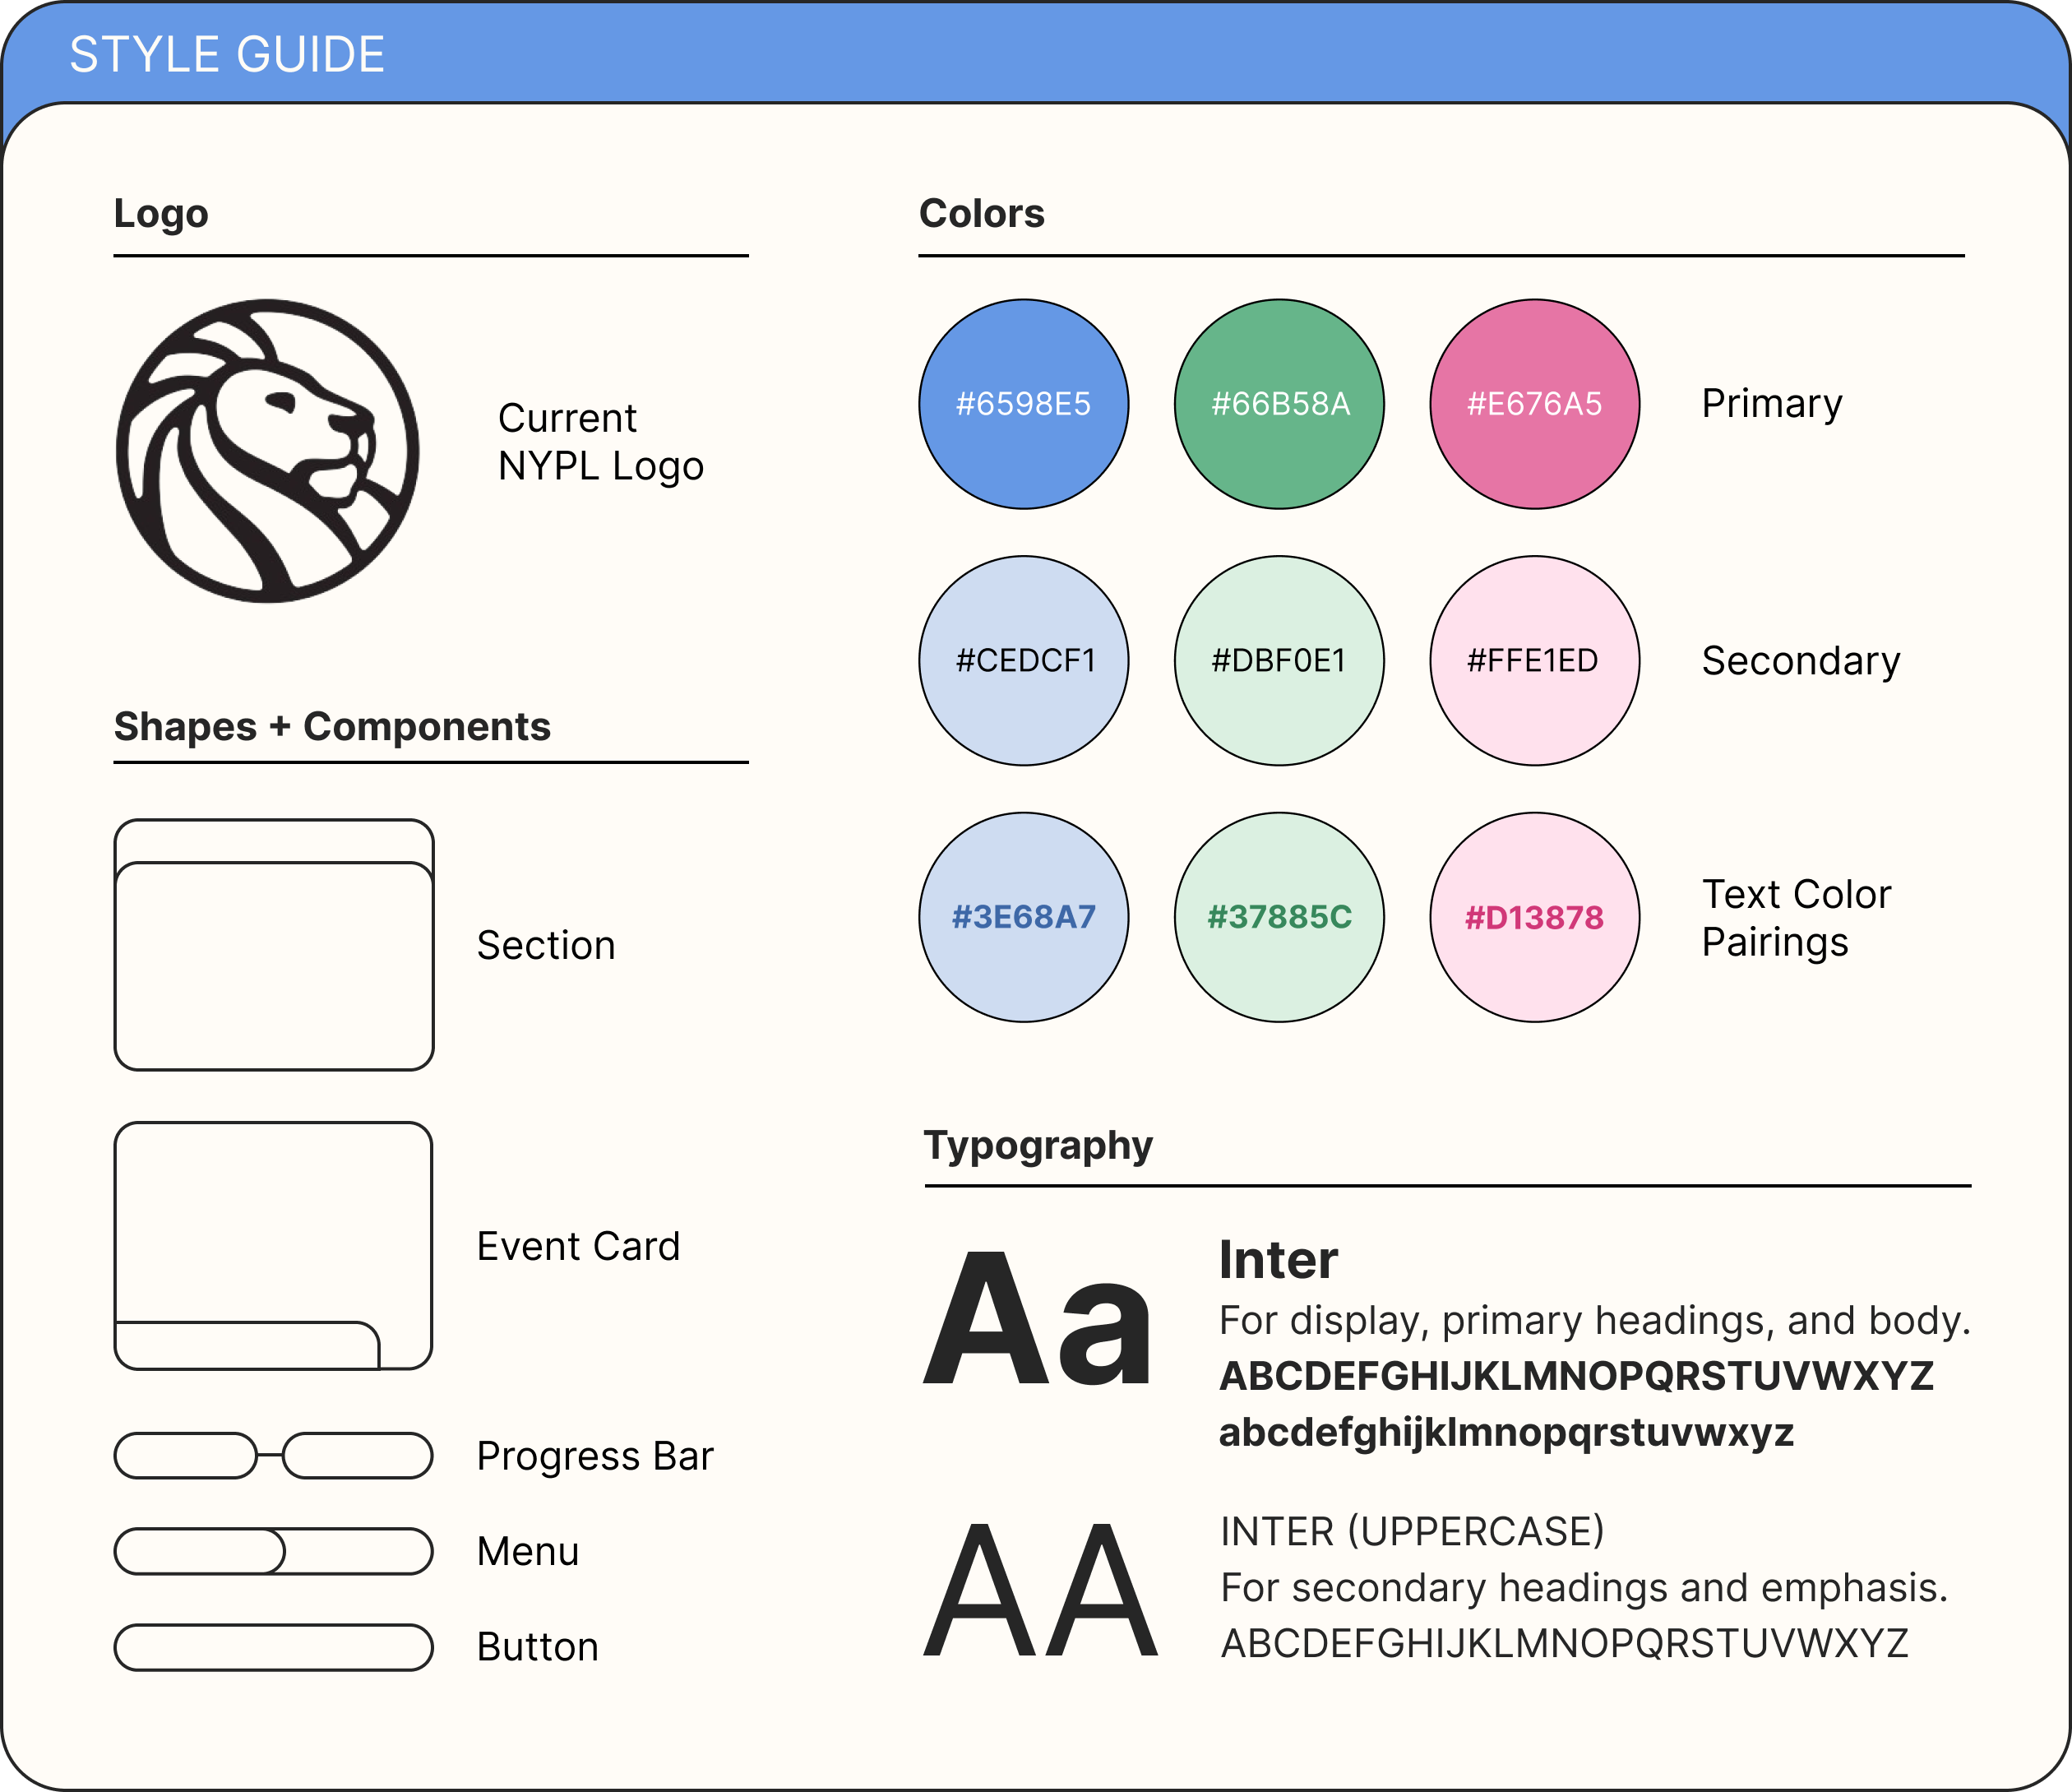 STYLE GUIDE
Logo
Current
NYPL Logo
Shapes + Components
Section
Event Card
Progress Bar
Menu
Button
Colors
#6598E5
#66B58A
#E676A5
Primary
#CEDCF1
#DBF0E1
#FFE1ED
Secondary
#3E68A7
#37885C
#D13878
Text Color
Pairings
Typography
Aa
Inter
For display, primary headings, and body.
ABCDEFGHIJKLMNOPQRSTUVWXYZ
abcdefghijklmnopqrstuvwxyz
AA
INTER (UPPERCASE)
For secondary headings and emphasis.
ABCDEFGHIJKLMNOPQRSTUVWXYZ